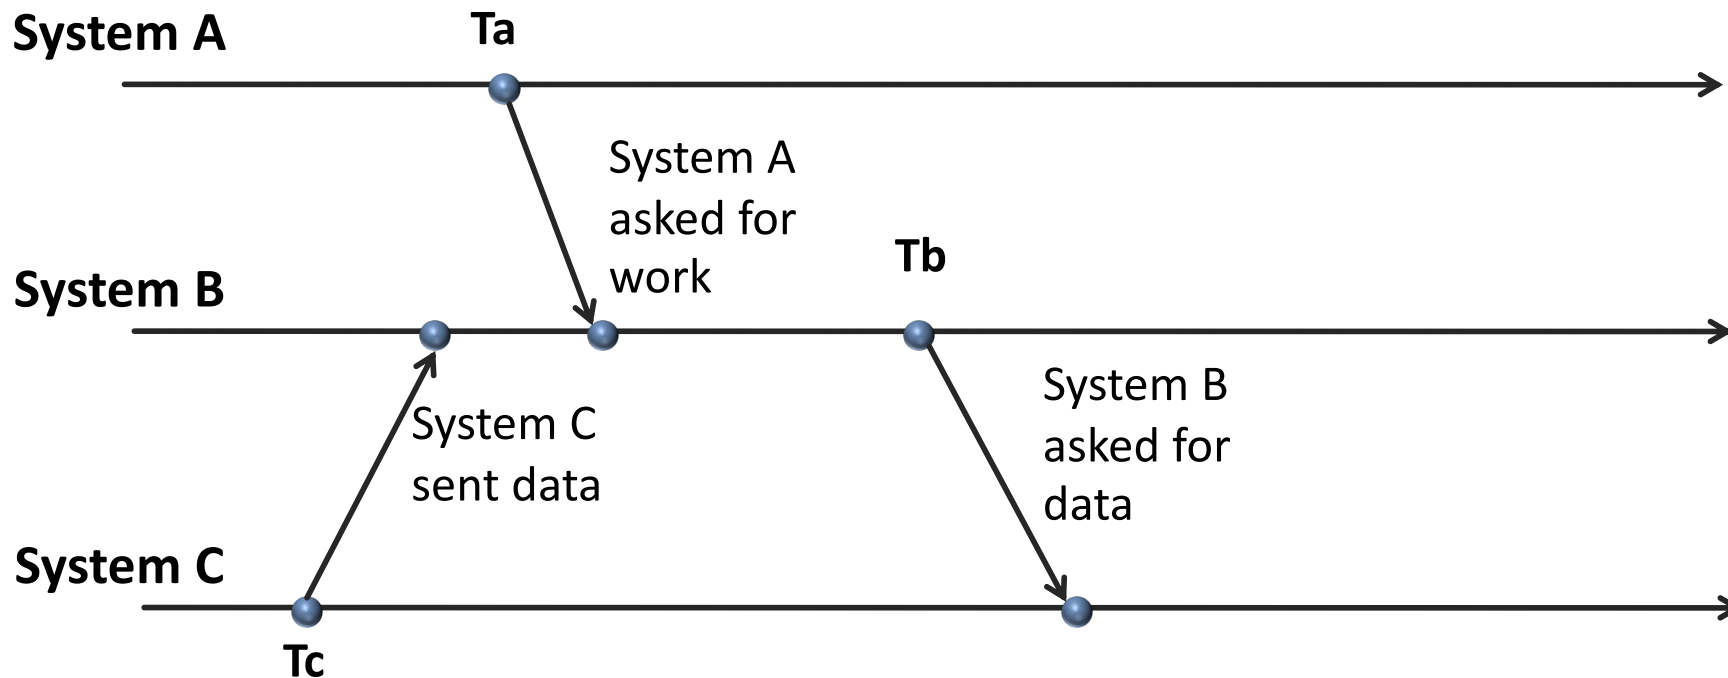 System A
Ta
System A
asked for
work
System B
Tb
System B
asked for
data
System C
sent data
System C
Tc